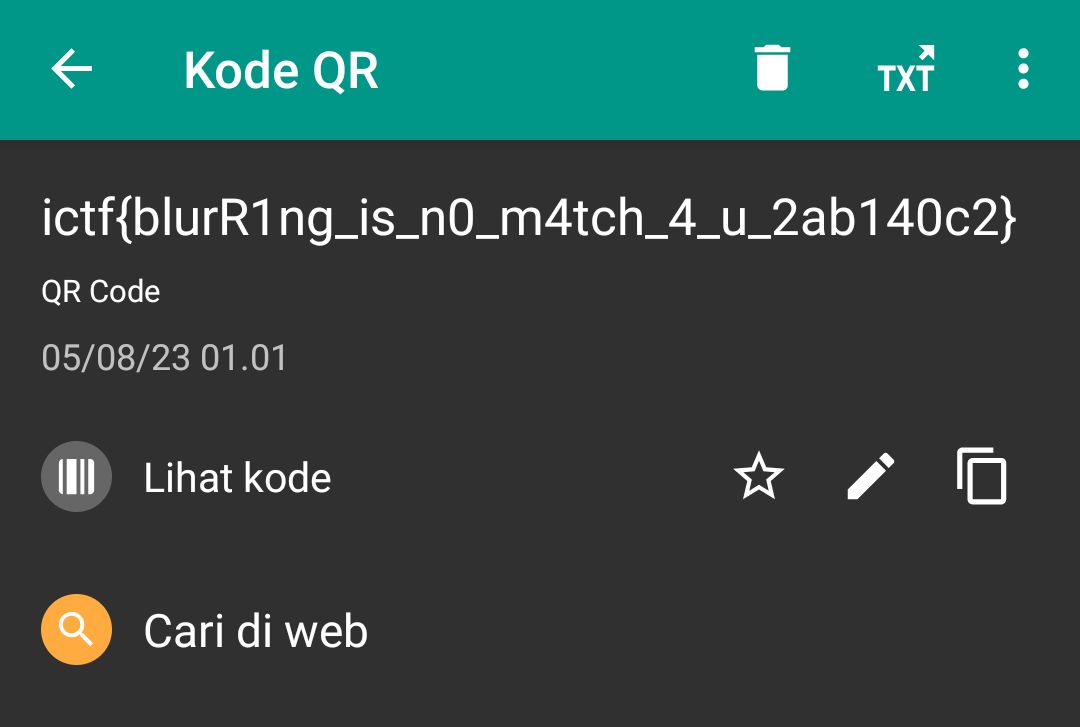 Kode QR
TXT
ictf{blurR1ng_is_n0_m4tch_4_u_2ab140c2}
QR Code
05/08/23 01.01
Lihat kode
Cari di web